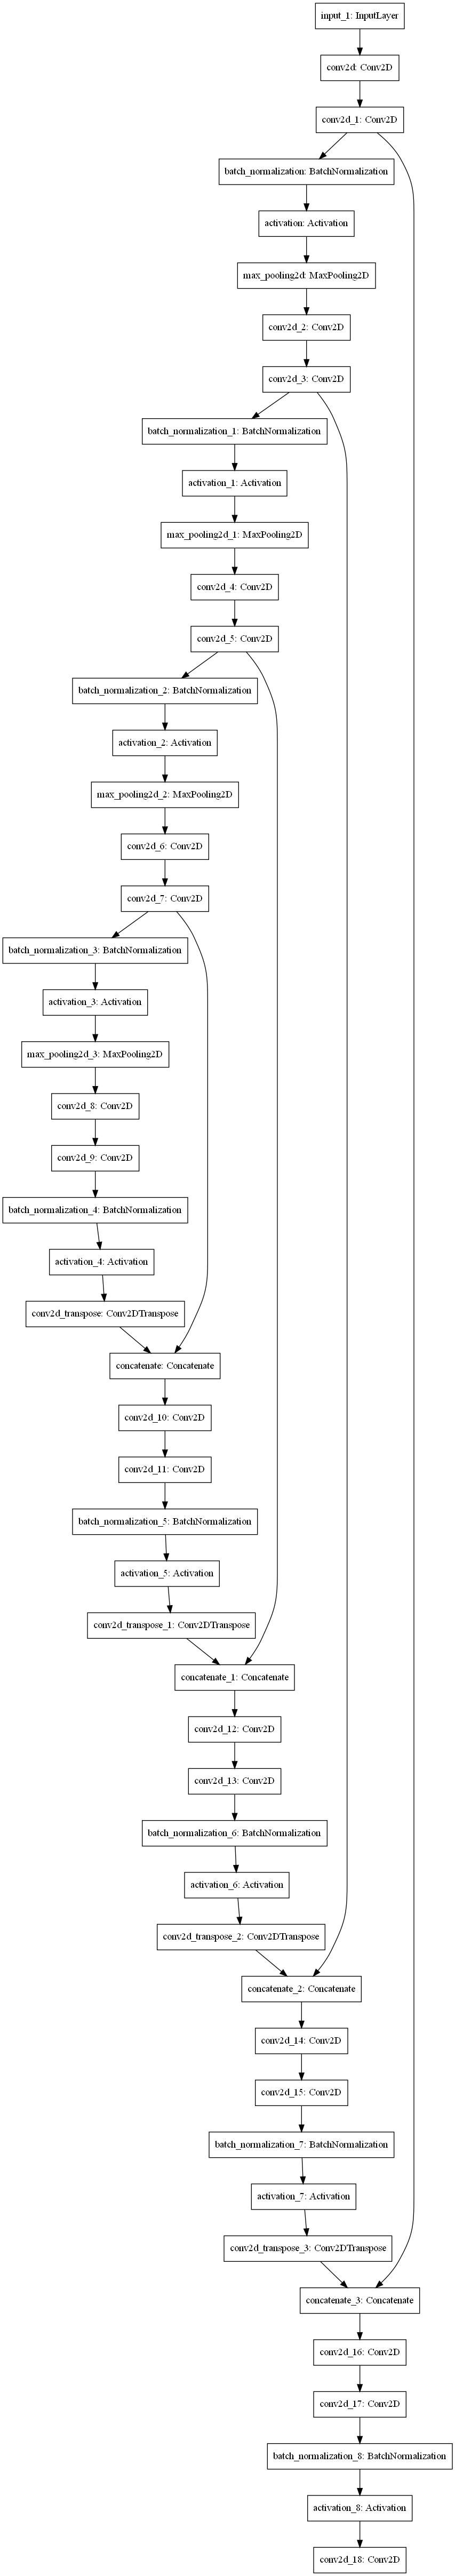 input_1: InputLayer
conv2d: Conv2D
conv2d_1: Conv2D
batch_normalization: BatchNormalization
activation: Activation
max_pooling2d: MaxPooling2D
conv2d_2: Conv2D
conv2d_3: Conv2D
batch_normalization_1: BatchNormalization
activation_1: Activation
max_pooling2d_1: MaxPooling2D
conv2d_4: Conv2D
conv2d_5: Conv2D
batch_normalization_2: BatchNormalization
activation_2: Activation
max_pooling2d_2: MaxPooling2D
conv2d_6: Conv2D
conv2d_7: Conv2D
batch_normalization_3: BatchNormalization
activation_3: Activation
max_pooling2d_3: MaxPooling2D
conv2d_8: Conv2D
conv2d_9: Conv2D
batch_normalization_4: BatchNormalization
activation_4: Activation
conv2d_transpose: Conv2DTranspose
concatenate: Concatenate
conv2d_10: Conv2D
conv2d_11: Conv2D
batch_normalization_5: BatchNormalization
activation_5: Activation
conv2d_transpose_1: Conv2DTranspose
concatenate_1: Concatenate
conv2d_12: Conv2D
conv2d_13: Conv2D
batch_normalization_6: BatchNormalization
activation_6: Activation
conv2d_transpose_2: Conv2DTranspose
concatenate_2: Concatenate
conv2d_14: Conv2D
conv2d_15: Conv2D
batch_normalization_7: BatchNormalization
activation_7: Activation
conv2d_transpose_3: Conv2DTranspose
concatenate_3: Concatenate
conv2d_16: Conv2D
conv2d_17: Conv2D
batch_normalization_8: BatchNormalization
activation_8: Activation
conv2d_18: Conv2D